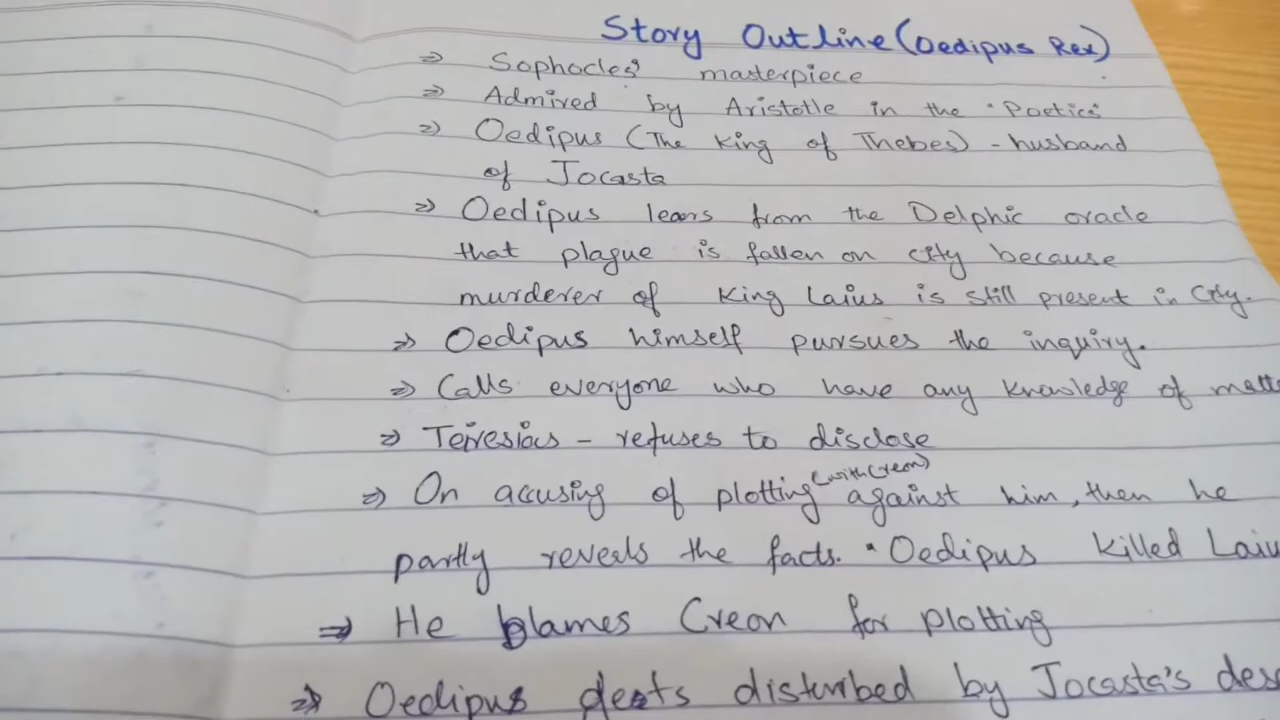 Story Outline (Oedipus Rex)
⇒ Sophocles' masterpiece
⇒ Admired by Aristotle in the "Poetics"
⇒ Oedipus (The King of Thebes) - husband
of Jocasta
⇒ Oedipus lears from the Delphic oracle
that plague is fallen on city because
murderer of King Laius is still present in City.
⇒ Oedipus himself pursues the inquiry.
⇒ Calls everyone who have any knowledge of
⇒ Teiresias - refuses to disclose
⇒ On accusing of plotting (with Creon) against him, then he
partly reveals the facts. "Oedipus killed
⇒ He blames Creon for plotting
⇒ Oedipus disturbed by Jocasta's